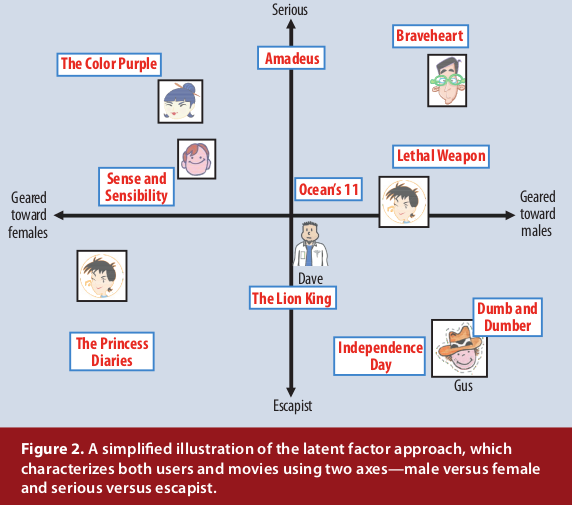 Serious
Braveheart
The Color Purple
Amadeus
Lethal Weapon
Sense and
Sensibility
Ocean's 11
Geared
toward
females
Geared
toward
males
Dave
The Lion King
Dumb and
Dumber
The Princess
Diaries
Independence
Day
Gus
Escapist
Figure 2. A simplified illustration of the latent factor approach, which
characterizes both users and movies using two axes—male versus female
and serious versus escapist.